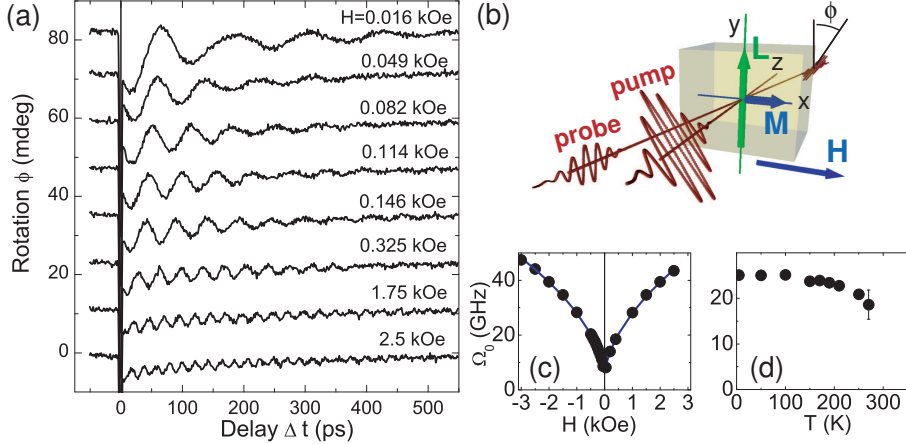 (a)
Rotation ϕ (mdeg)
80
60
40
20
0
H=0.016 kOe
0.049 kOe
0.082 kOe
0.114 kOe
0.146 kOe
0.325 kOe
1.75 kOe
2.5 kOe
0 100 200 300 400 500
Delay Δ t (ps)
(b)
ϕ
y
L
z
x
M
H
pump
probe
Ω0 (GHz)
40
20
0
(c)
-3 -2 -1 0 1 2 3
H (kOe)
20
0
(d)
0 100 200
T (K)